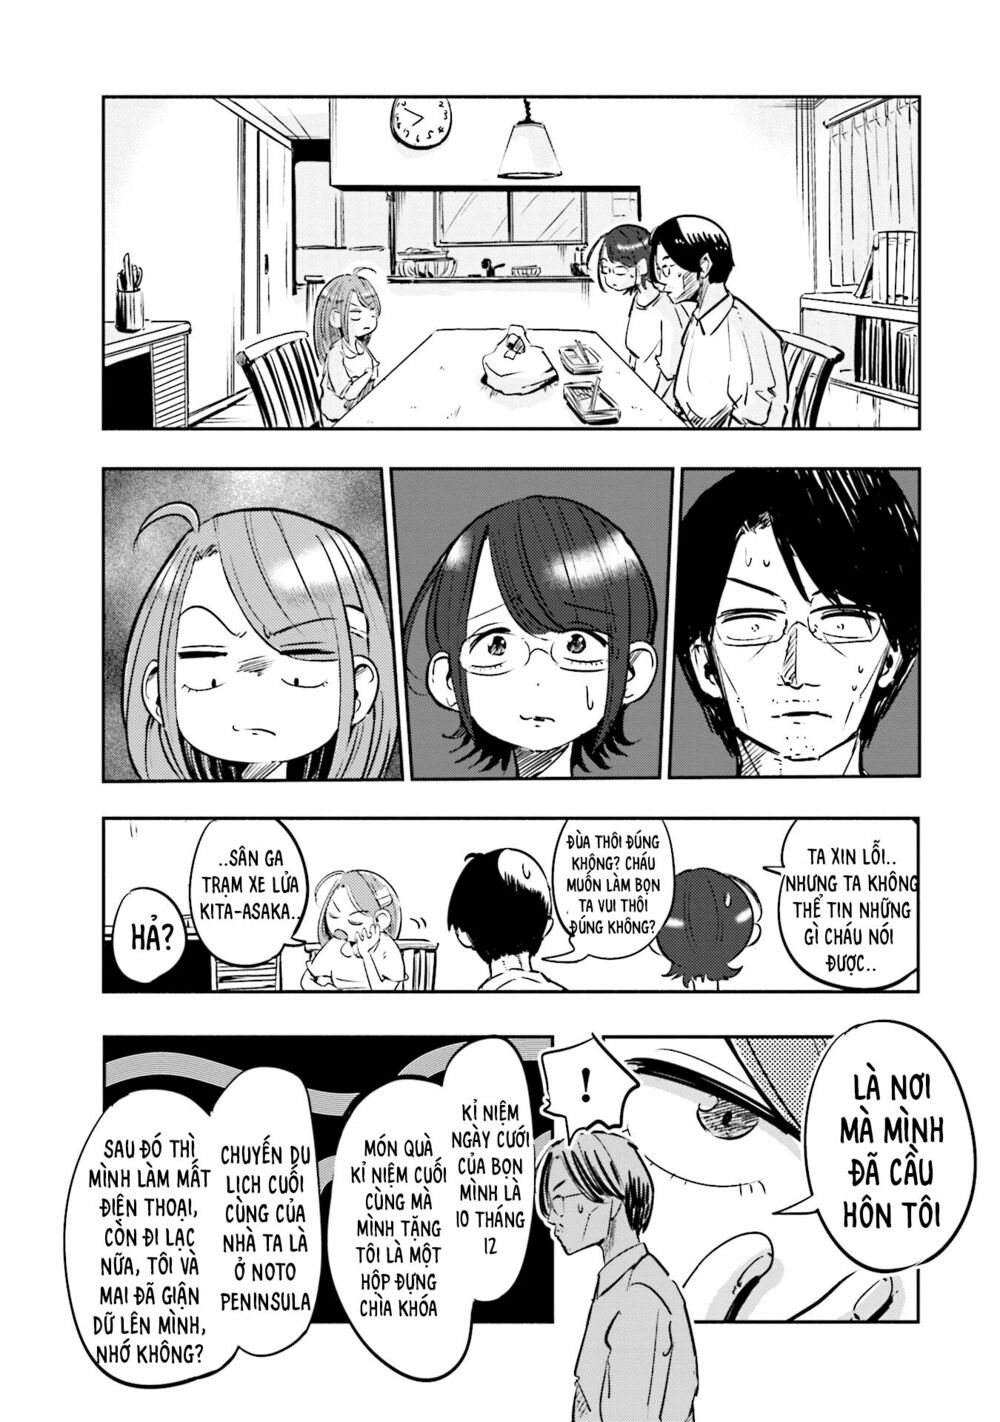 TA XIN LỖI..
NHƯNG TA KHÔNG
THỂ TIN NHỮNG
GÌ CHÁU NÓI
ĐƯỢC..
ĐÙA THÔI ĐÚNG
KHÔNG? CHÁU
MUỐN LÀM BỌN
TA VUI THÔI
ĐÚNG KHÔNG?
..SÂN GA
TRẠM XE LỬA
KITA-ASAKA..
HẢ?
LÀ NƠI
MÀ MÌNH
ĐÃ CẦU
HÔN TÔI
!
KỈ NIỆM
NGÀY CƯỚI
CỦA BỌN
MÌNH LÀ
10 THÁNG
12
MÓN QUÀ
KỈ NIỆM CUỐI
CÙNG MÀ
MÌNH TẶNG
TÔI LÀ MỘT
HỘP ĐỰNG
CHÌA KHÓA
CHUYẾN DU
LỊCH CUỐI
CÙNG CỦA
NHÀ TA LÀ
Ở NOTO
PENINSULA
SAU ĐÓ THÌ
MÌNH LÀM MẤT
ĐIỆN THOẠI,
CÒN ĐI LẠC
NỮA, TÔI VÀ
MAI ĐÃ GIẬN
DỮ LÊN MÌNH,
NHỚ KHÔNG?